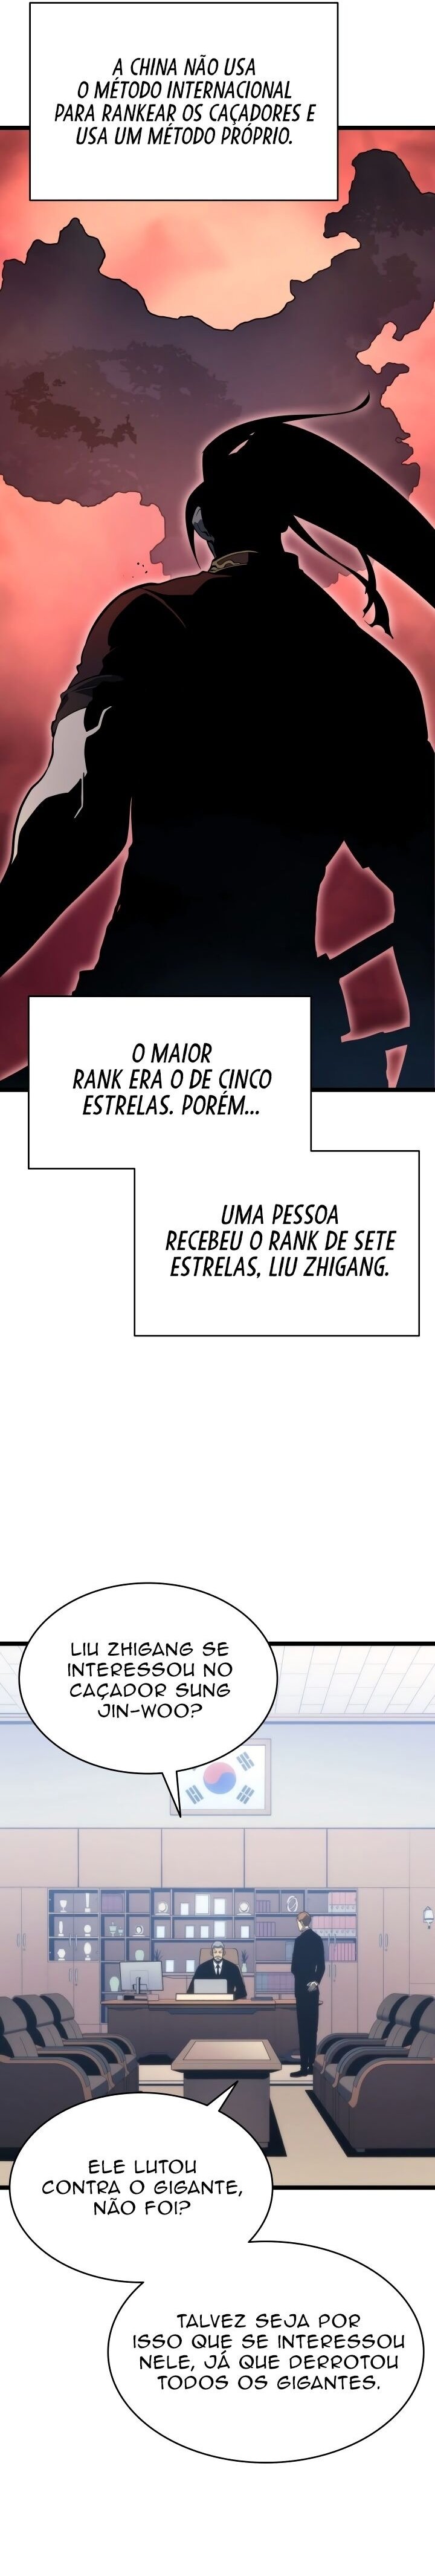 A CHINA NÃO USA
O MÉTODO INTERNACIONAL
PARA RANKEAR OS CAÇADORES E
USA UM MÉTODO PRÓPRIO.
O MAIOR
RANK ERA O DE CINCO
ESTRELAS. PORÉM...
UMA PESSOA
RECEBEU O RANK DE SETE
ESTRELAS, LIU ZHIGANG.
LIU ZHIGANG SE
INTERESSOU NO
CAÇADOR SUNG
JIN-WOO?
ELE LUTOU
CONTRA O GIGANTE,
NÃO FOI?
TALVEZ SEJA POR
ISSO QUE SE INTERESSOU
NELE, JÁ QUE DERROTOU
TODOS OS GIGANTES.